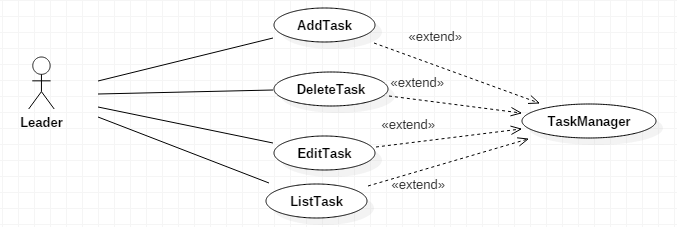 AddTask
«extend»
DeleteTask
«extend»
Leader
TaskManager
«extend»
EditTask
«extend»
ListTask